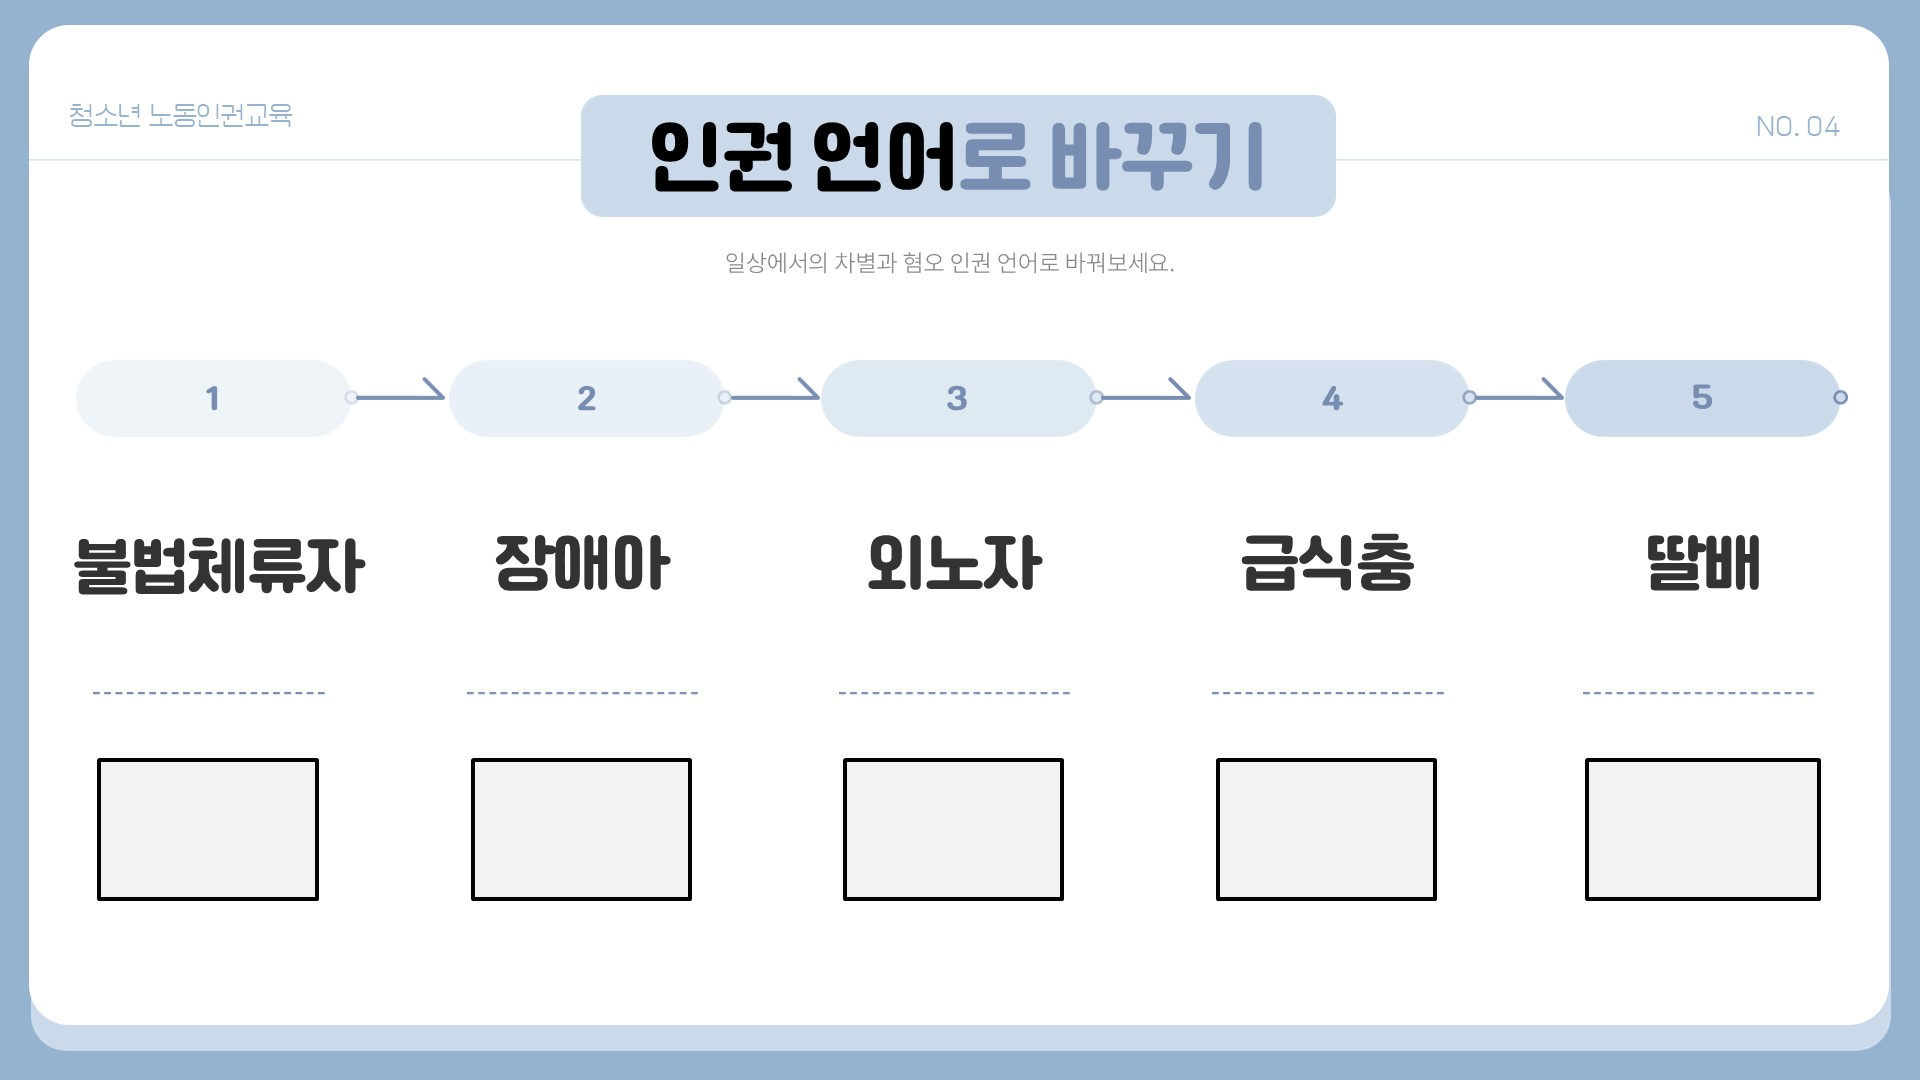 청소년 노동인권교육
인권 언어로 바꾸기
NO. 04
일상에서의 차별과 혐오 인권 언어로 바꿔보세요.
1 2 3 4 5
불법체류자 장애아 외노자 급식충 딸배